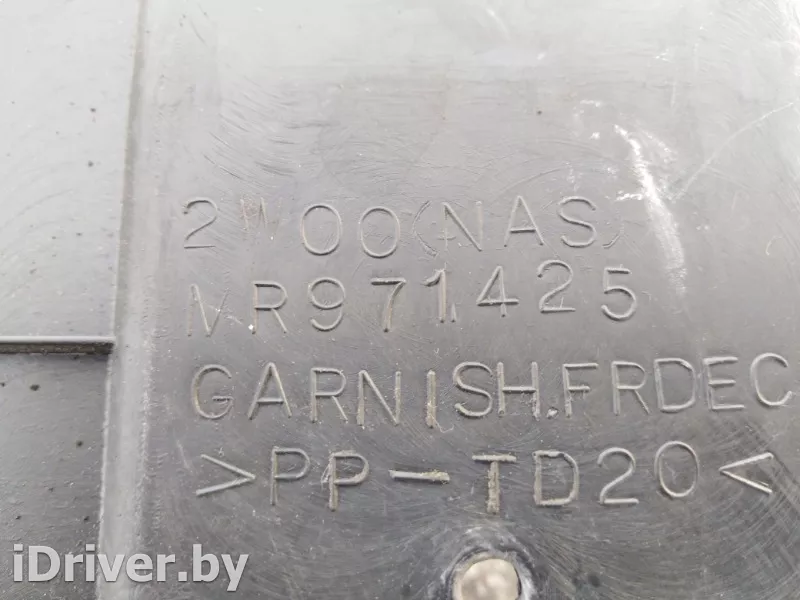 2W00(NAS)
MR971425
GARNISH.FRDEC
>PP-TD20<
iDriver.by